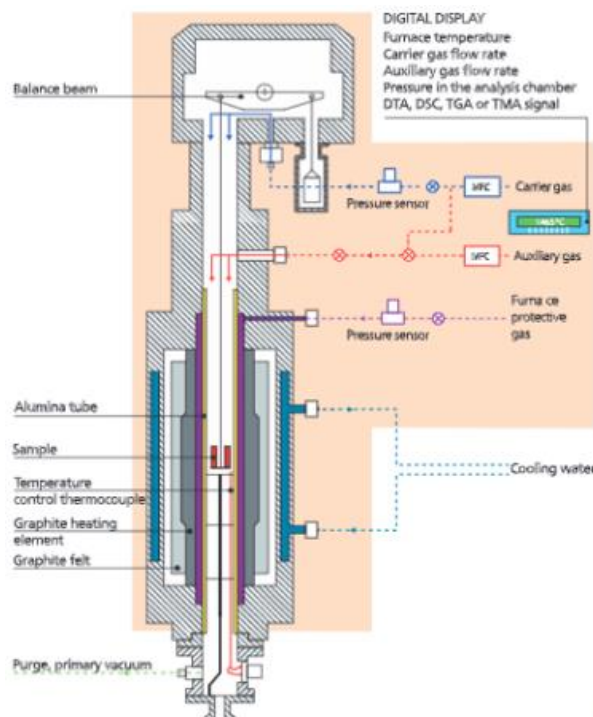 DIGITAL DISPLAY
Furnace temperature
Carrier gas flow rate
Auxiliary gas flow rate
Pressure in the analysis chamber
DTA, DSC, TGA or TMA signal
Balance beam
MFC
Carrier gas
Pressure sensor
MFC
Auxiliary gas
Furna ce
protective
gas
Pressure sensor
Alumina tube
Sample
Temperature
control thermocouple
Graphite heating
element
Graphite felt
Cooling water
Purge, primary vacuum